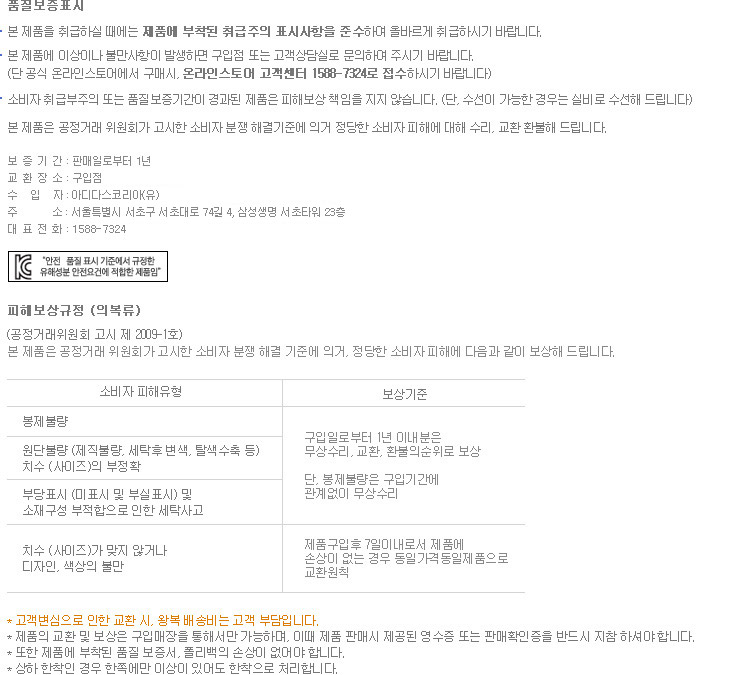 품질보증표시
· 본 제품을 취급하실 때에는 제품에 부착된 취급주의 표시사항을 준수하여 올바르게 취급하시기 바랍니다.
· 본 제품에 이상이나 불만사항이 발생하면 구입점 또는 고객상담실로 문의하여 주시기 바랍니다.
(단 공식 온라인스토어에서 구매시, 온라인스토어 고객센터 1588-7324로 접수하시기 바랍니다)
· 소비자 취급부주의 또는 품질보증기간이 경과된 제품은 피해보상 책임을 지지 않습니다. (단, 수선이 가능한 경우는 실비로 수선해 드립니다)
본 제품은 공정거래 위원회가 고시한 소비자 분쟁 해결기준에 의거 정당한 소비자 피해에 대해 수리, 교환 환불해 드립니다.
보 증 기 간 : 판매일로부터 1년
교 환 장 소 : 구입점
수 입 자 : 아디다스코리아(유)
주 소 : 서울특별시 서초구 서초대로 74길 4, 삼성생명 서초타워 23층
대 표 전 화 : 1588-7324
"안전 품질 표시 기준에서 규정한
유해성분 안전요건에 적합한 제품임"
피해보상규정 (의복류)
(공정거래위원회 고시 제 2009-1호)
본 제품은 공정거래 위원회가 고시한 소비자 분쟁 해결 기준에 의거, 정당한 소비자 피해에 다음과 같이 보상해 드립니다.
소비자 피해유형
보상기준
봉제불량
원단불량 (제직불량, 세탁후 변색, 탈색수축 등)
치수 (사이즈)의 부정확
부당표시 (미표시 및 부실표시) 및
소재구성 부적합으로 인한 세탁사고
구입일로부터 1년 이내분은
무상수리, 교환, 환불의순위로 보상
단, 봉제불량은 구입기간에
관계없이 무상수리
치수 (사이즈)가 맞지 않거나
디자인, 색상의 불만
제품구입후 7일이내로서 제품에
손상이 없는 경우 동일가격동일제품으로
교환원칙
* 고객변심으로 인한 교환 시, 왕복 배송비는 고객 부담입니다.
* 제품의 교환 및 보상은 구입매장을 통해서만 가능하며, 이때 제품 판매시 제공된 영수증 또는 판매확인증을 반드시 지참 하셔야합니다.
* 또한 제품에 부착된 품질 보증서, 폴리백의 손상이 없어야 합니다.
* 상하 한착인 경우 한쪽에만 이상이 있어도 한착으로 처리합니다.